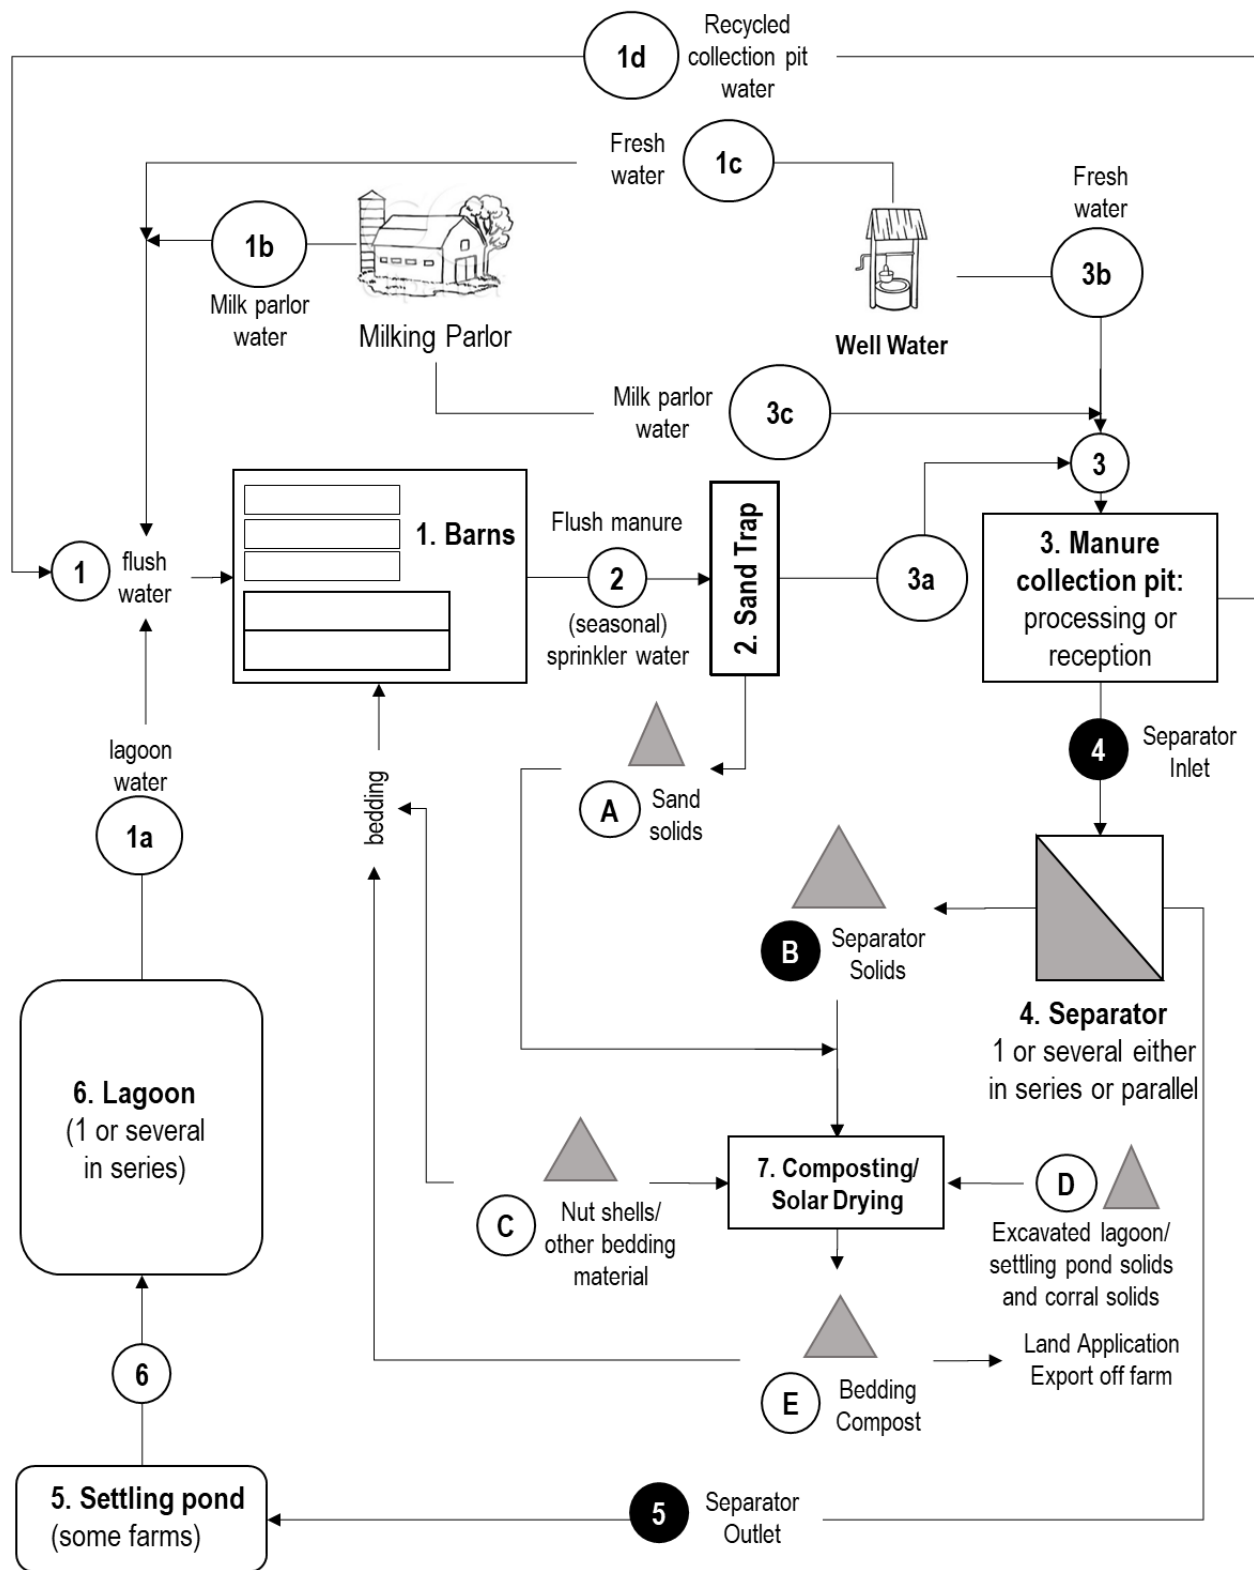 1d
Recycled
collection pit
water
Fresh
water
1c
Fresh
water
3b
1b
Milk parlor
water
Milking Parlor
Well Water
Milk parlor
water
3c
3
1
flush
water
1. Barns
Flush manure
2
(seasonal)
sprinkler water
2. Sand Trap
3a
3. Manure
collection pit:
processing or
reception
4
Separator
Inlet
lagoon
water
1a
bedding
A
Sand
solids
B
Separator
Solids
4. Separator
1 or several either
in series or parallel
6. Lagoon
(1 or several
in series)
C
Nut shells/
other bedding
material
7. Composting/
Solar Drying
D
Excavated lagoon/
settling pond solids
and corral solids
6
E
Bedding
Compost
Land Application
Export off farm
5. Settling pond
(some farms)
5
Separator
Outlet